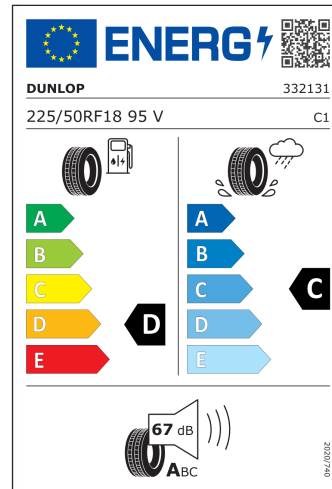 ENERG
DUNLOP 332131
225/50RF18 95 V C1
A A
B B
C C C
D D D
E E
67 dB
ABC
2020/740